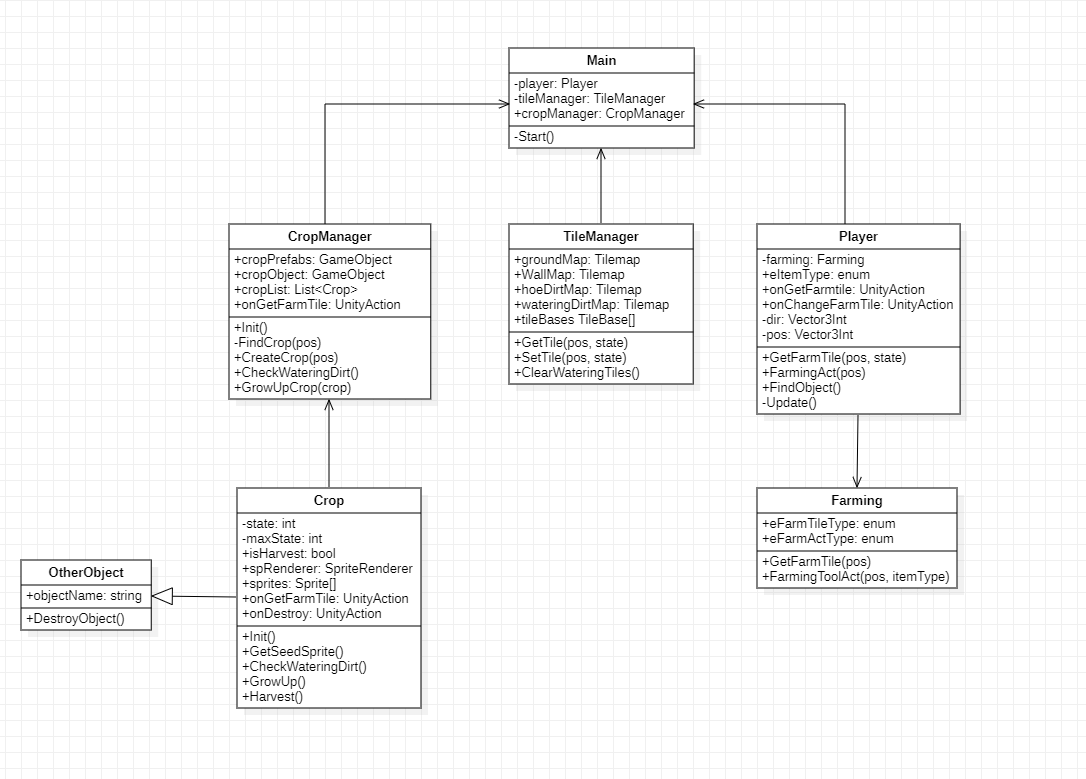 Main
-player: Player
-tileManager: TileManager
+cropManager: CropManager
-Start()
CropManager
+cropPrefabs: GameObject
+cropObject: GameObject
+cropList: List<Crop>
+onGetFarmTile: UnityAction
+Init()
-FindCrop(pos)
+CreateCrop(pos)
+CheckWateringDirt()
+GrowUpCrop(crop)
TileManager
+groundMap: Tilemap
+WallMap: Tilemap
+hoeDirtMap: Tilemap
+wateringDirtMap: Tilemap
+tileBases TileBase[]
+GetTile(pos, state)
+SetTile(pos, state)
+ClearWateringTiles()
Player
-farming: Farming
+eItemType: enum
+onGetFarmtile: UnityAction
+onChangeFarmTile: UnityAction
-dir: Vector3Int
-pos: Vector3Int
+GetFarmTile(pos, state)
+FarmingAct(pos)
+FindObject()
-Update()
Crop
-state: int
-maxState: int
+isHarvest: bool
+spRenderer: SpriteRenderer
+sprites: Sprite[]
+onGetFarmTile: UnityAction
+onDestroy: UnityAction
+Init()
+GetSeedSprite()
+CheckWateringDirt()
+GrowUp()
+Harvest()
Farming
+eFarmTileType: enum
+eFarmActType: enum
+GetFarmTile(pos)
+FarmingToolAct(pos, itemType)
OtherObject
+objectName: string
+DestroyObject()